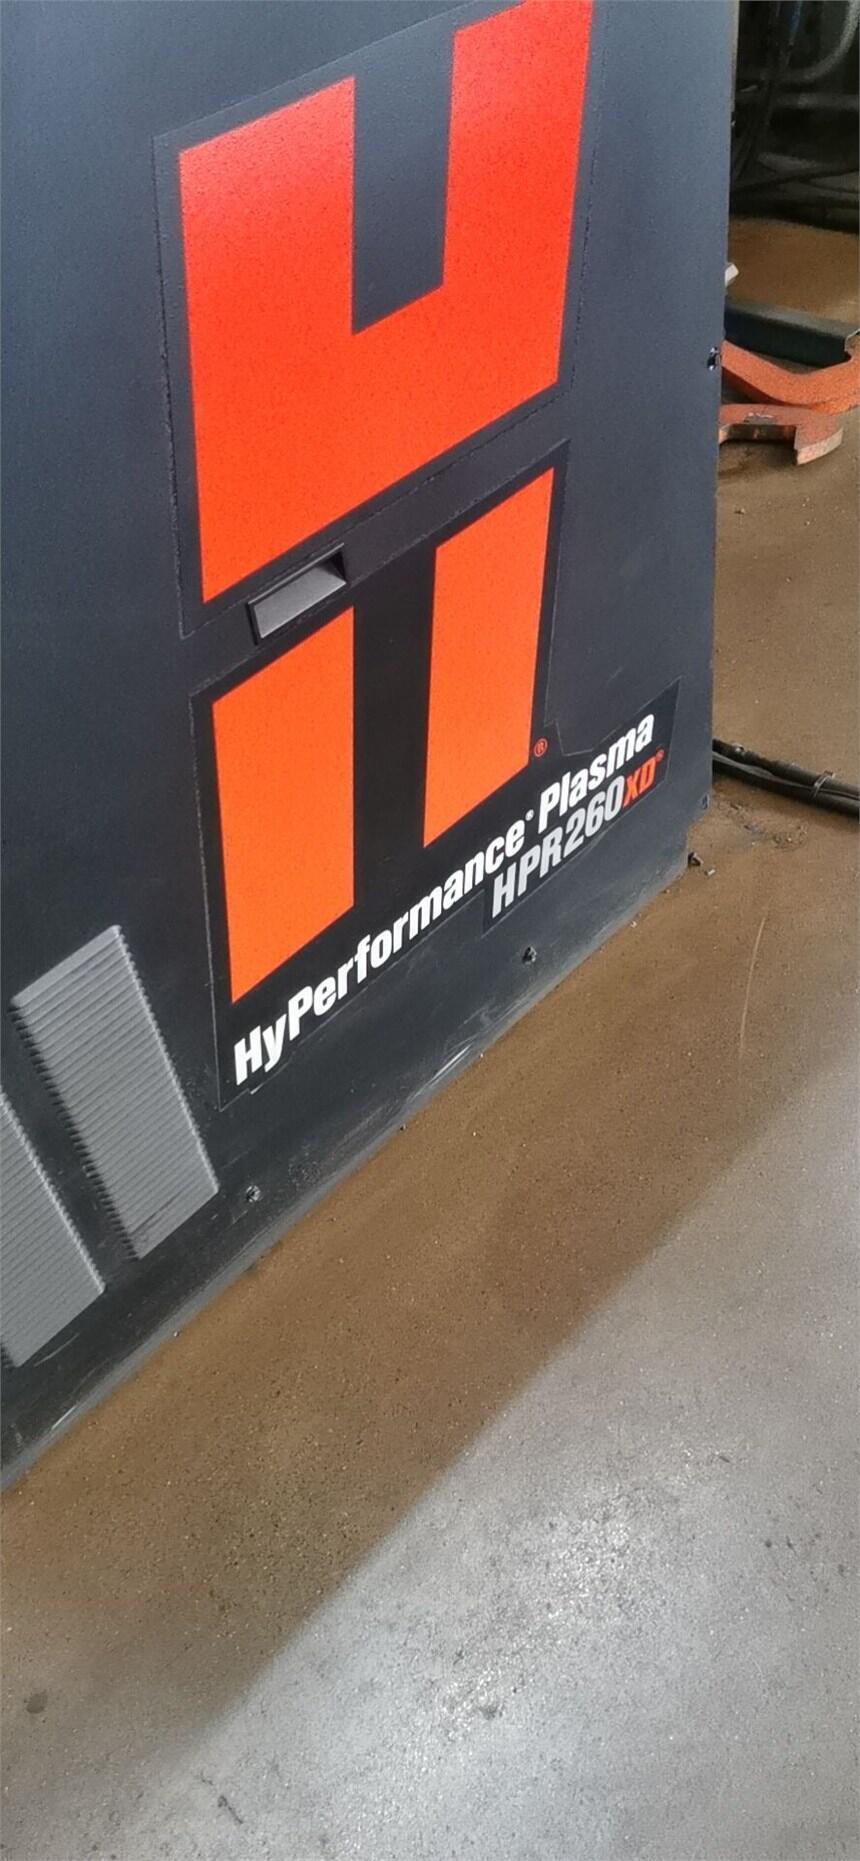 H
®
HyPerformance® Plasma
HPR260XD®